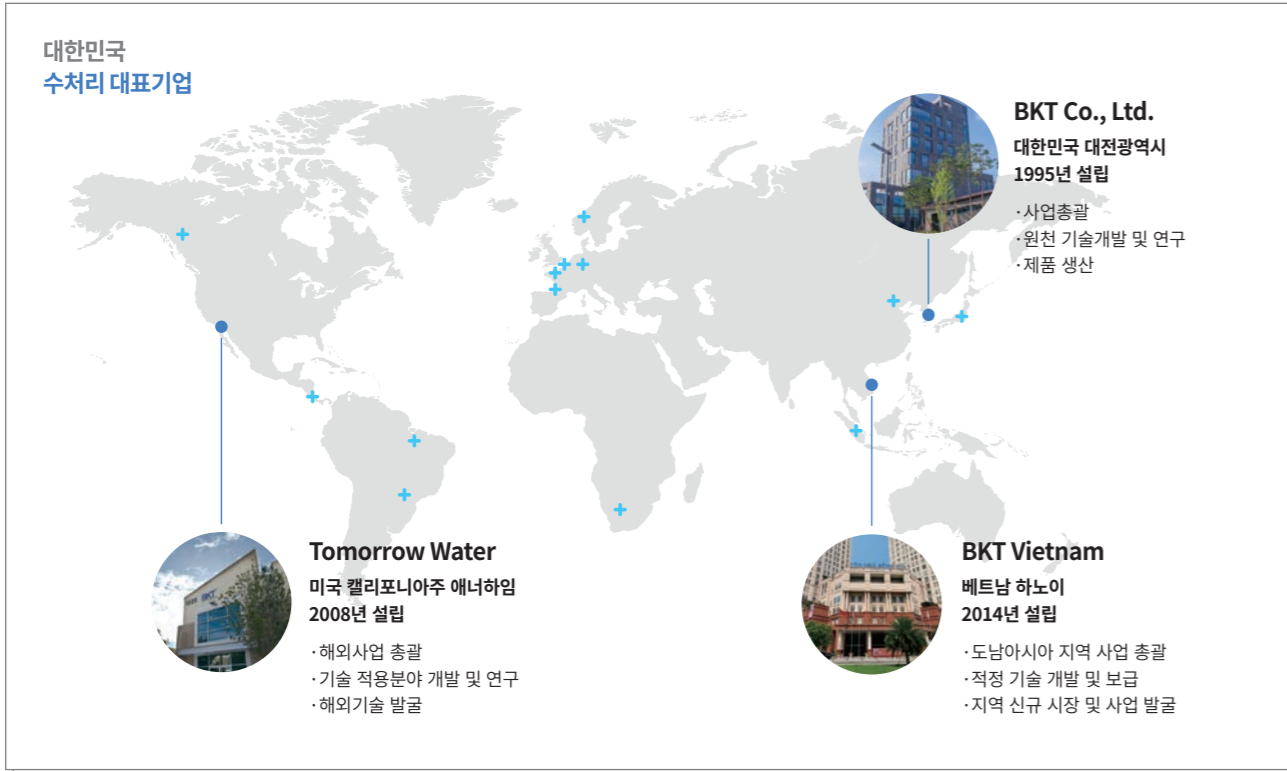 대한민국
수처리 대표기업
BKT Co., Ltd.
대한민국 대전광역시
1995년 설립
·사업총괄
·원천 기술개발 및 연구
·제품 생산
Tomorrow Water
미국 캘리포니아주 애너하임
2008년 설립
·해외사업 총괄
·기술 적용분야 개발 및 연구
·해외기술 발굴
BKT
BKT Vietnam
베트남 하노이
2014년 설립
·도남아시아 지역 사업 총괄
·적정 기술 개발 및 보급
·지역 신규 시장 및 사업 발굴